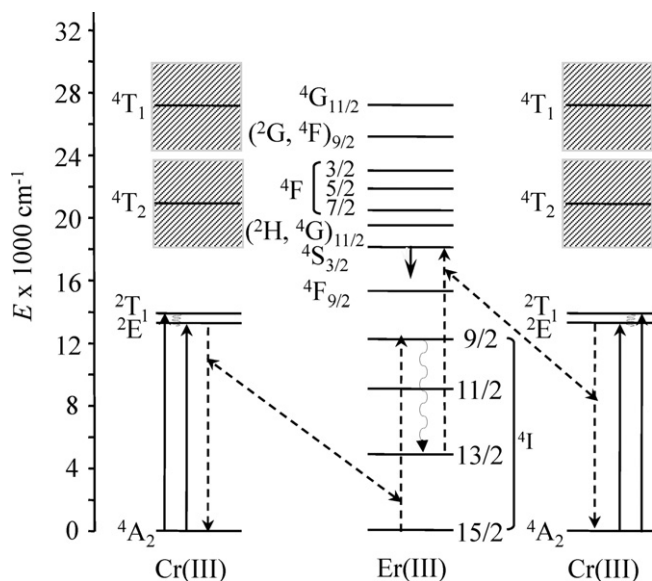 E x 1000 cm⁻¹
32
28
24
20
16
12
8
4
0
⁴T₁
⁴T₂
²T₁
²E
⁴A₂
Cr(III)
⁴G₁₁/₂
(²G, ⁴F)₉/₂
⁴F
3/2
5/2
7/2
(²H, ⁴G)₁₁/₂
⁴S₃/₂
⁴F₉/₂
9/2
11/2
13/2
15/2
⁴I
Er(III)
⁴T₁
⁴T₂
²T₁
²E
⁴A₂
Cr(III)